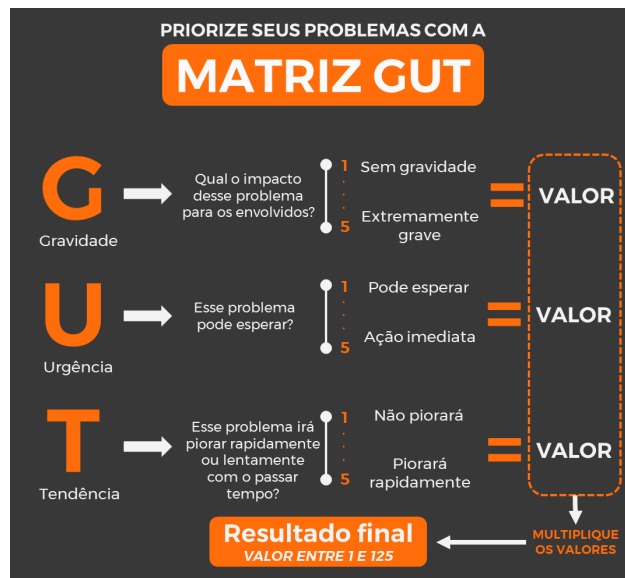 PRIORIZE SEUS PROBLEMAS COM A
MATRIZ GUT
G
Gravidade
Qual o impacto
desse problema
para os envolvidos?
1
Sem gravidade
5
Extremamente
grave
=
VALOR
U
Urgência
Esse problema
pode esperar?
1
Pode esperar
5
Ação imediata
=
VALOR
T
Tendência
Esse problema irá
piorar rapidamente
ou lentamente
com o passar
tempo?
1
Não piorará
5
Piorará
rapidamente
=
VALOR
MULTIPLIQUE
OS VALORES
Resultado final
VALOR ENTRE 1 E 125